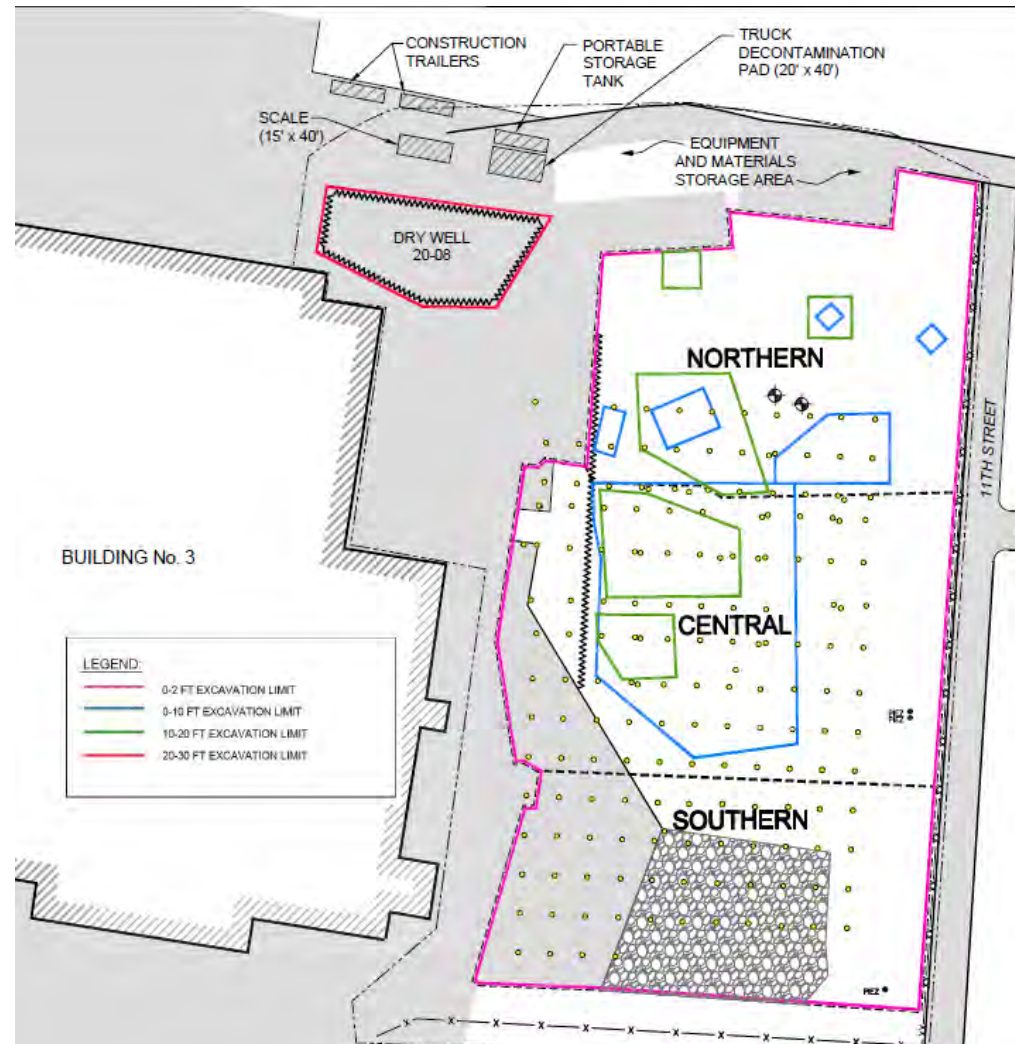 CONSTRUCTION
TRAILERS
PORTABLE
STORAGE
TANK
TRUCK
DECONTAMINATION
PAD (20' x 40')
SCALE
(15' x 40')
EQUIPMENT
AND MATERIALS
STORAGE AREA
DRY WELL
20-08
NORTHERN
11TH STREET
BUILDING No. 3
CENTRAL
LEGEND:
0-2 FT EXCAVATION LIMIT
0-10 FT EXCAVATION LIMIT
10-20 FT EXCAVATION LIMIT
20-30 FT EXCAVATION LIMIT
SOUTHERN
X X X X X X X X